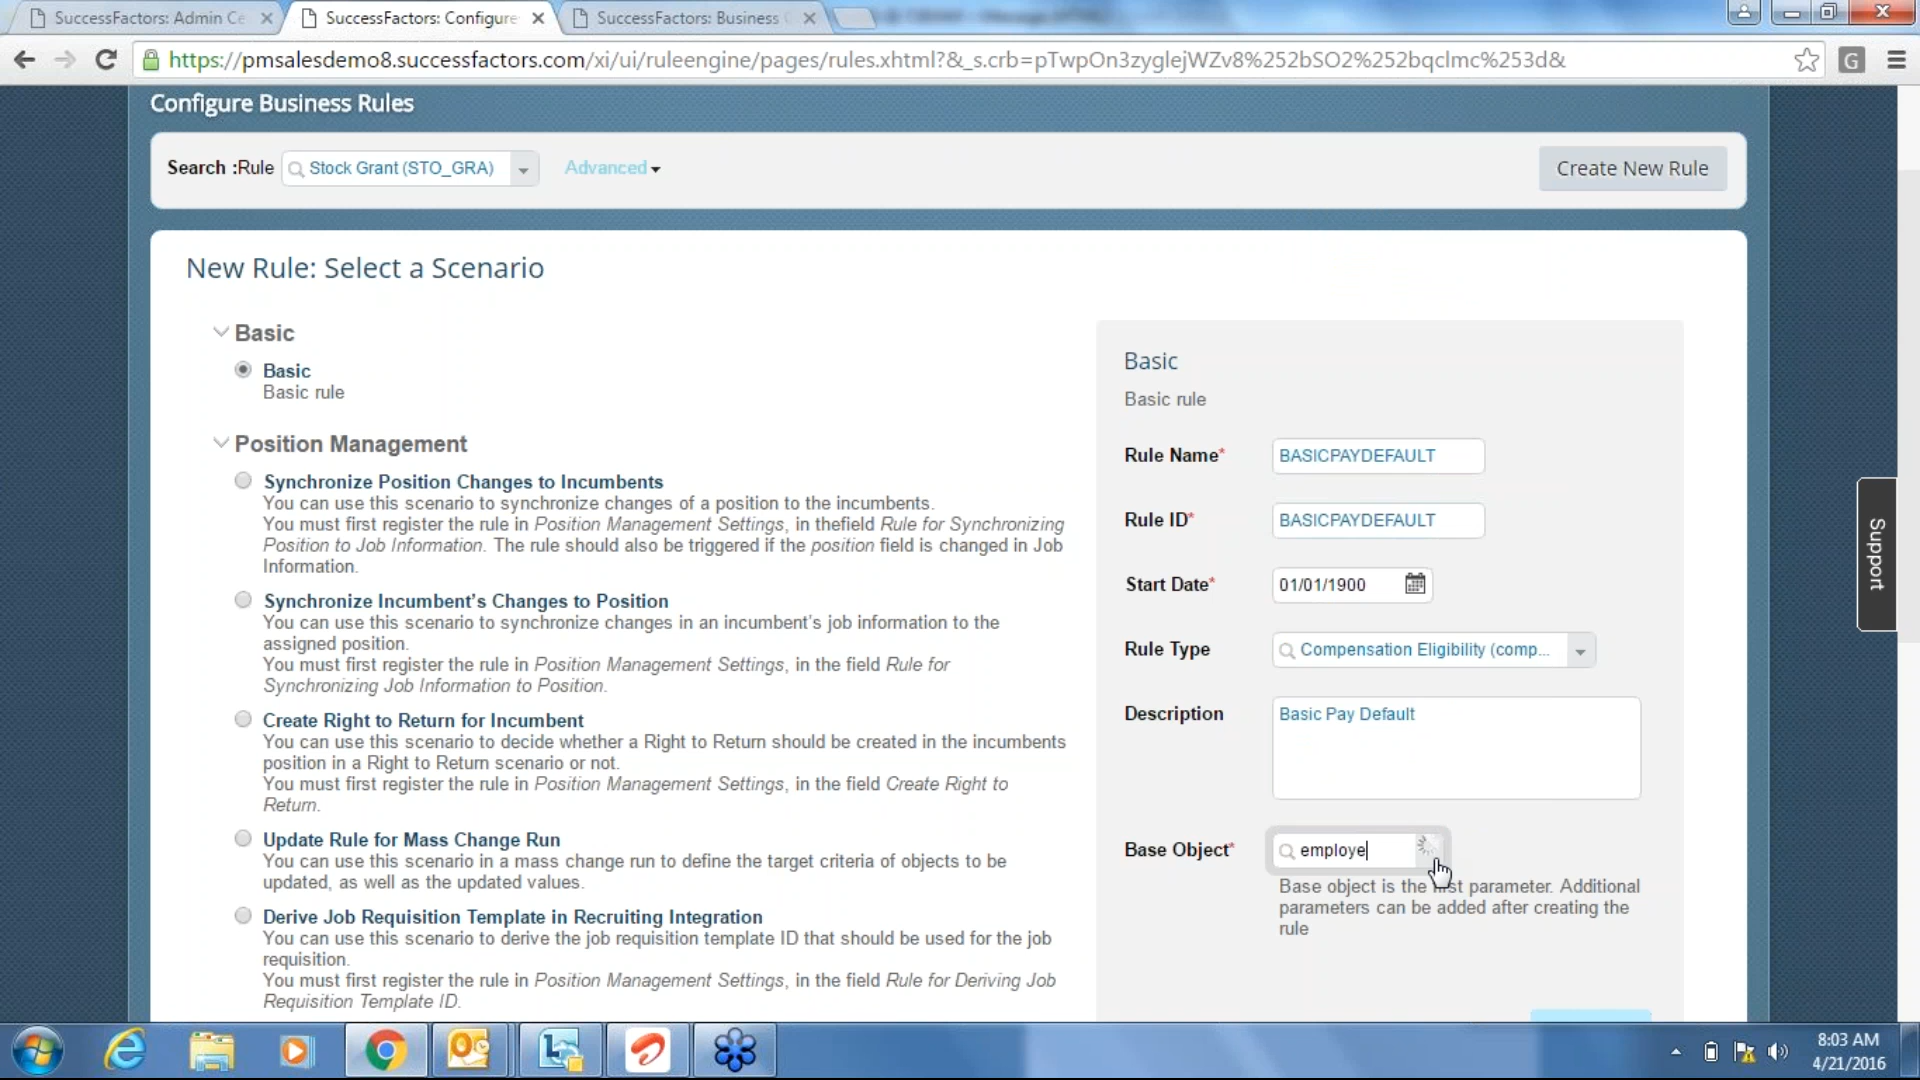 SuccessFactors: Admin Ce
SuccessFactors: Configure
SuccessFactors: Business
https://pmsalesdemo8.successfactors.com/xi/ui/ruleengine/pages/rules.xhtml?&_s.crb=pTwpOn3zyglejWZv8%252bSO2%252bqclmc%253d&
Configure Business Rules
Search :Rule Stock Grant (STO_GRA) Advanced
Create New Rule
New Rule: Select a Scenario
Basic
Basic
Basic rule
Position Management
Synchronize Position Changes to Incumbents
You can use this scenario to synchronize changes of a position to the incumbents.
You must first register the rule in Position Management Settings, in thefield Rule for Synchronizing
Position to Job Information. The rule should also be triggered if the position field is changed in Job
Information.
Synchronize Incumbent's Changes to Position
You can use this scenario to synchronize changes in an incumbent's job information to the
assigned position.
You must first register the rule in Position Management Settings, in the field Rule for
Synchronizing Job Information to Position.
Create Right to Return for Incumbent
You can use this scenario to decide whether a Right to Return should be created in the incumbents
position in a Right to Return scenario or not.
You must first register the rule in Position Management Settings, in the field Create Right to
Return.
Update Rule for Mass Change Run
You can use this scenario in a mass change run to define the target criteria of objects to be
updated, as well as the updated values.
Derive Job Requisition Template in Recruiting Integration
You can use this scenario to derive the job requisition template ID that should be used for the job
requisition.
You must first register the rule in Position Management Settings, in the field Rule for Deriving Job
Requisition Template ID.
Basic
Basic rule
Rule Name* BASICPAYDEFAULT
Rule ID* BASICPAYDEFAULT
Start Date* 01/01/1900
Rule Type Compensation Eligibility (comp...
Description Basic Pay Default
Base Object* employe
Base object is the first parameter. Additional
parameters can be added after creating the
rule
Support
8:03 AM
4/21/2016